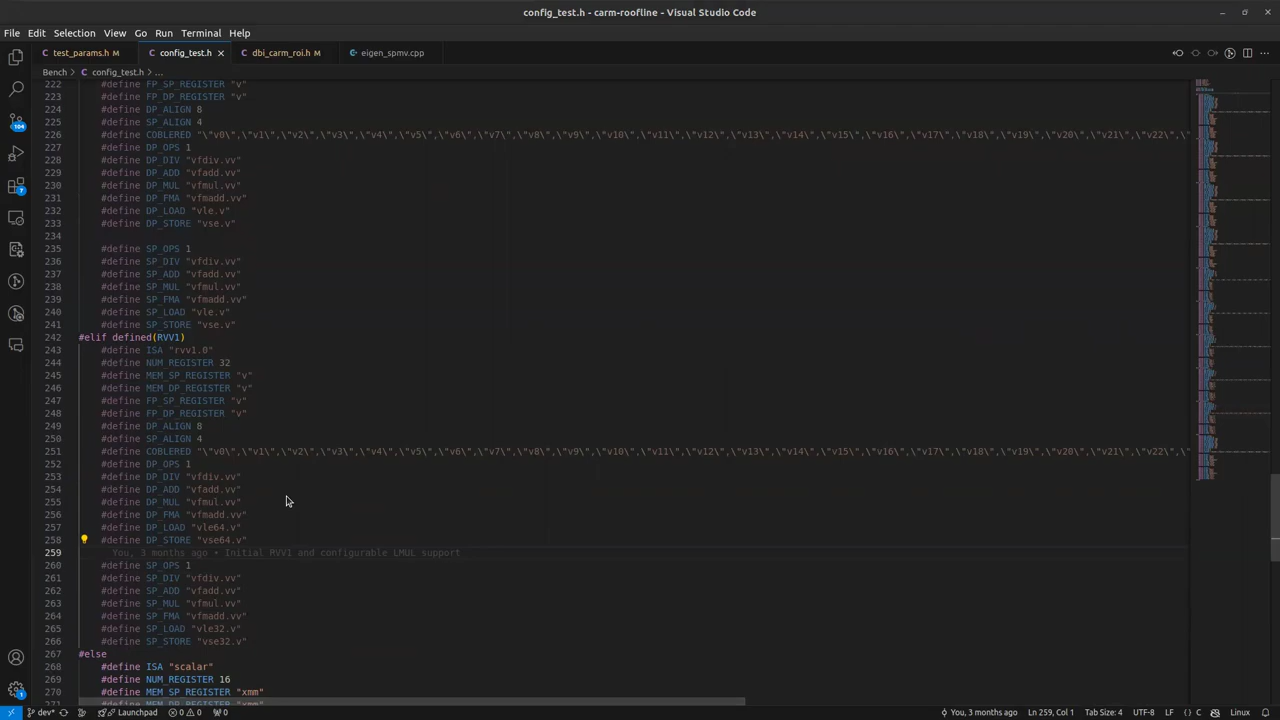 config_test.h - carm-roofline - Visual Studio Code
File Edit Selection View Go Run Terminal Help
test_params.h M config_test.h dbi_carm_roi.h M eigen_spmv.cpp
Bench config_test.h ...
222 #define FP_SP_REGISTER "v"
223 #define FP_DP_REGISTER "v"
224 #define DP_ALIGN 8
225 #define SP_ALIGN 4
226 #define COBLERED "\"v0\",\"v1\",\"v2\",\"v3\",\"v4\",\"v5\",\"v6\",\"v7\",\"v8\",\"v9\",\"v10\",\"v11\",\"v12\",\"v13\",\"v14\",\"v15\",\"v16\",\"v17\",\"v18\",\"v19\",\"v20\",\"v21\",\"v22\",\
227 #define DP_OPS 1
228 #define DP_DIV "vfdiv.vv"
229 #define DP_ADD "vfadd.vv"
230 #define DP_MUL "vfmul.vv"
231 #define DP_FMA "vfmadd.vv"
232 #define DP_LOAD "vle.v"
233 #define DP_STORE "vse.v"
234
235 #define SP_OPS 1
236 #define SP_DIV "vfdiv.vv"
237 #define SP_ADD "vfadd.vv"
238 #define SP_MUL "vfmul.vv"
239 #define SP_FMA "vfmadd.vv"
240 #define SP_LOAD "vle.v"
241 #define SP_STORE "vse.v"
242 #elif defined(RVV1)
243 #define ISA "rvv1.0"
244 #define NUM_REGISTER 32
245 #define MEM_SP_REGISTER "v"
246 #define MEM_DP_REGISTER "v"
247 #define FP_SP_REGISTER "v"
248 #define FP_DP_REGISTER "v"
249 #define DP_ALIGN 8
250 #define SP_ALIGN 4
251 #define COBLERED "\"v0\",\"v1\",\"v2\",\"v3\",\"v4\",\"v5\",\"v6\",\"v7\",\"v8\",\"v9\",\"v10\",\"v11\",\"v12\",\"v13\",\"v14\",\"v15\",\"v16\",\"v17\",\"v18\",\"v19\",\"v20\",\"v21\",\"v22\",\
252 #define DP_OPS 1
253 #define DP_DIV "vfdiv.vv"
254 #define DP_ADD "vfadd.vv"
255 #define DP_MUL "vfmul.vv"
256 #define DP_FMA "vfmadd.vv"
257 #define DP_LOAD "vle64.v"
258 #define DP_STORE "vse64.v"
259 You, 3 months ago • Initial RVV1 and configurable LMUL support
260 #define SP_OPS 1
261 #define SP_DIV "vfdiv.vv"
262 #define SP_ADD "vfadd.vv"
263 #define SP_MUL "vfmul.vv"
264 #define SP_FMA "vfmadd.vv"
265 #define SP_LOAD "vle32.v"
266 #define SP_STORE "vse32.v"
267 #else
268 #define ISA "scalar"
269 #define NUM_REGISTER 16
270 #define MEM_SP_REGISTER "xmm"
271 #define MEM_DP_REGISTER "xmm"
104
7
1
dev* Launchpad 0 0 0 You, 3 months ago Ln 259, Col 1 Tab Size: 4 UTF-8 LF {} C Linux